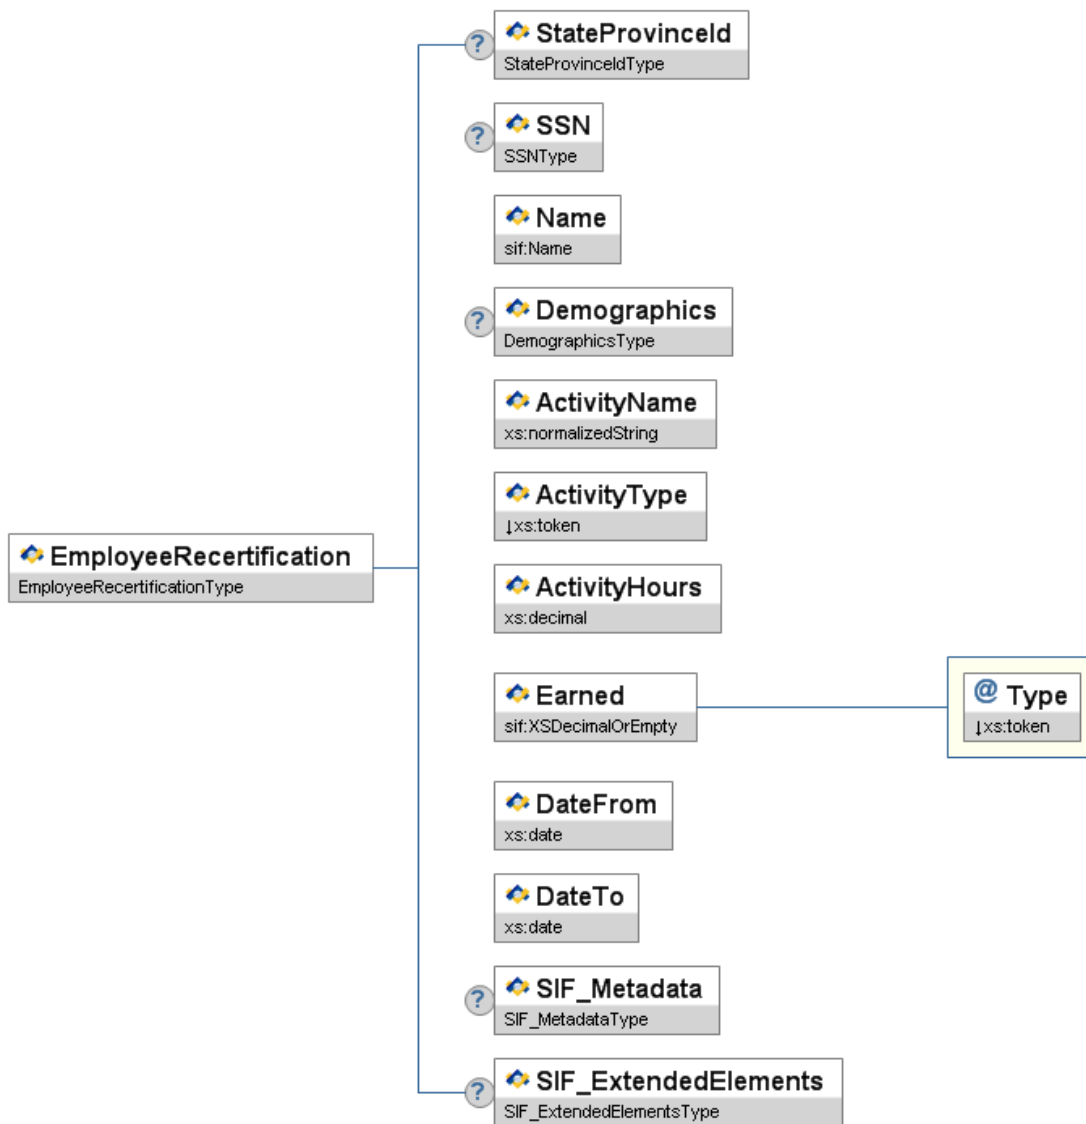 ? StateProvinceId
StateProvinceIdType
? SSN
SSNType
Name
sif:Name
? Demographics
DemographicsType
ActivityName
xs:normalizedString
ActivityType
↓xs:token
EmployeeRecertification
EmployeeRecertificationType
ActivityHours
xs:decimal
Earned
sif:XSDecimalOrEmpty
@ Type
↓xs:token
DateFrom
xs:date
DateTo
xs:date
? SIF_Metadata
SIF_MetadataType
? SIF_ExtendedElements
SIF_ExtendedElementsType